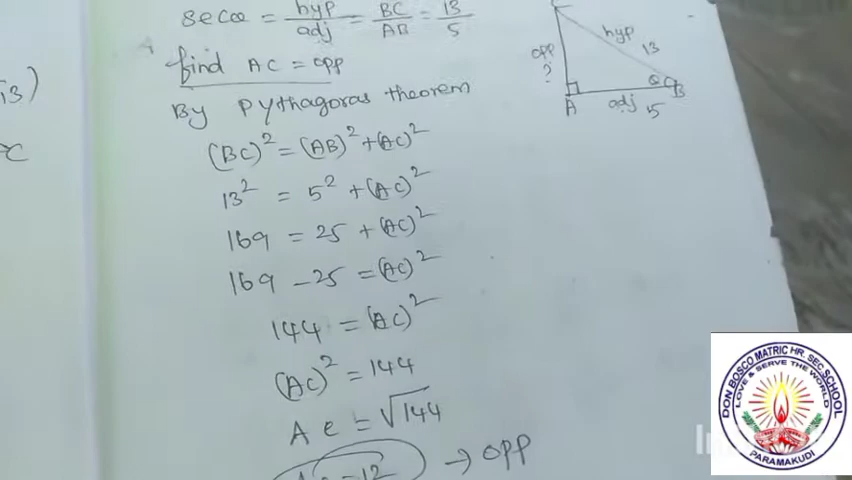 secα = hyp/adj = BC/AB = 13/5
find AC = opp
By Pythagoras theorem
(BC)² = (AB)² + (AC)²
13² = 5² + (AC)²
169 = 25 + (AC)²
169 - 25 = (AC)²
144 = (AC)²
(AC)² = 144
AC = √144
= 12 → opp
C
hyp
13
opp
?
A
adj
5
B
i3)
DON BOSCO MATRIC HR. SEC SCHOOL
LOVE & SERVE THE WORLD
PARAMAKUDI